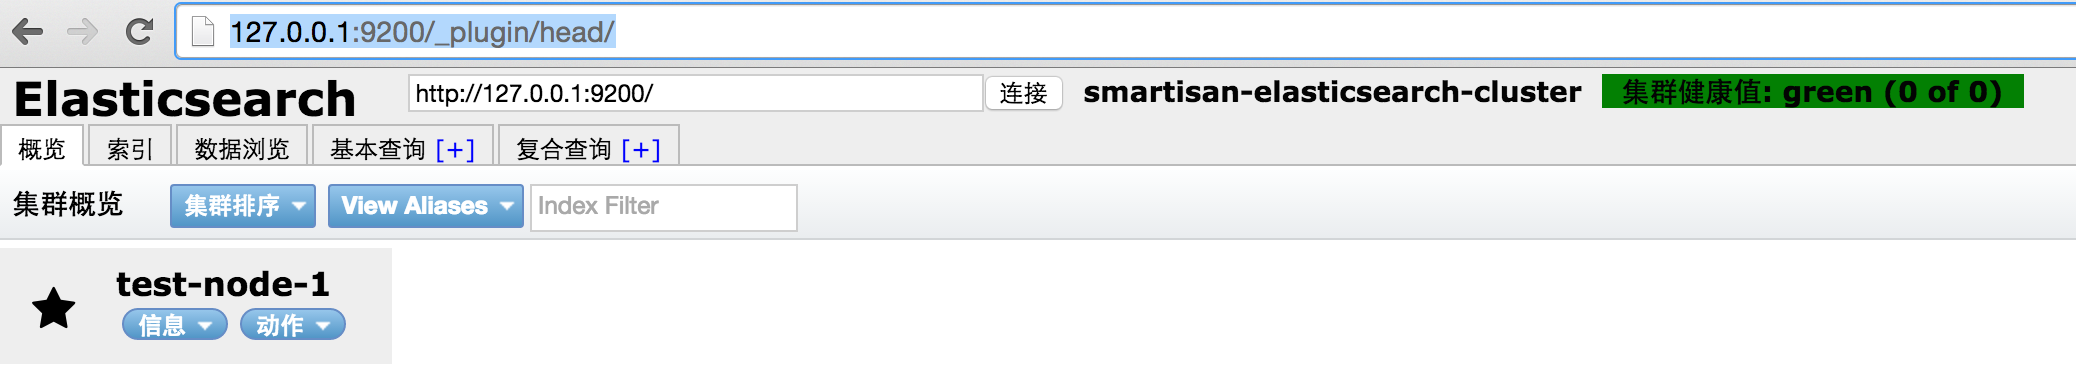 127.0.0.1:9200/_plugin/head/
Elasticsearch http://127.0.0.1:9200/ 连接 smartisan-elasticsearch-cluster 集群健康值: green (0 of 0)
概览 索引 数据浏览 基本查询 [+] 复合查询 [+]
集群概览 集群排序 View Aliases Index Filter
test-node-1
信息 动作